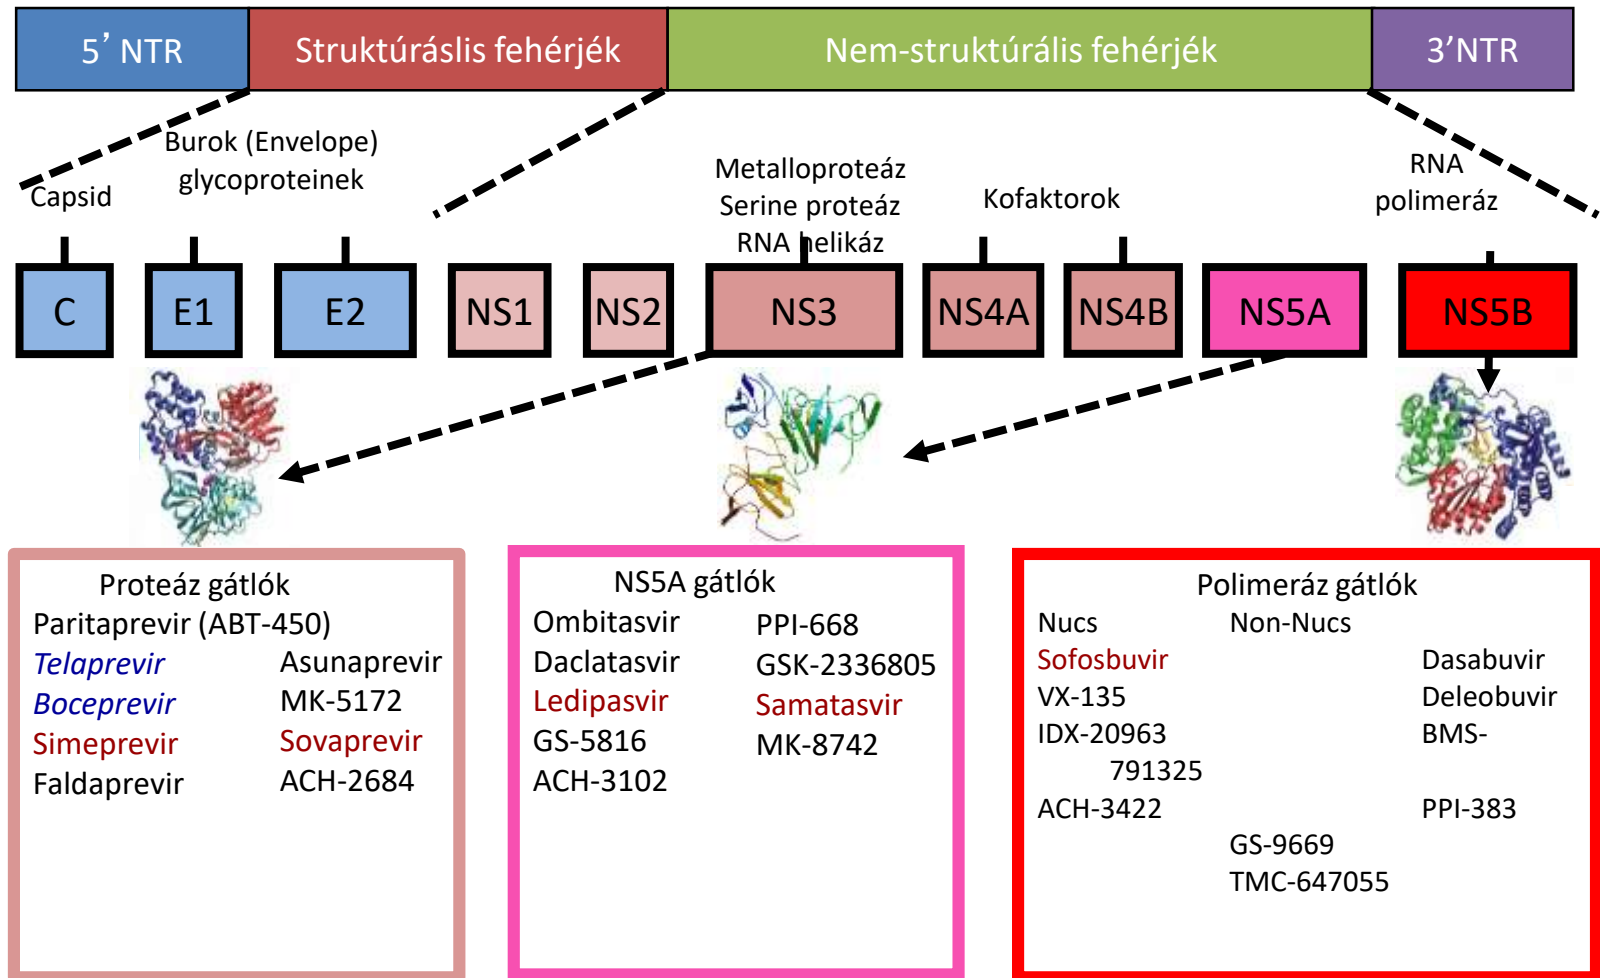 5’ NTR
Struktúráslis fehérjék
Nem-struktúrális fehérjék
3’NTR
Capsid
Burok (Envelope)
glycoproteinek
Metalloproteáz
Serine proteáz
RNA helikáz
Kofaktorok
RNA
polimeráz
C
E1
E2
NS1
NS2
NS3
NS4A
NS4B
NS5A
NS5B
Proteáz gátlók
Paritaprevir (ABT-450)
Telaprevir
Boceprevir
Simeprevir
Faldaprevir
Asunaprevir
MK-5172
Sovaprevir
ACH-2684
NS5A gátlók
Ombitasvir
Daclatasvir
Ledipasvir
GS-5816
ACH-3102
PPI-668
GSK-2336805
Samatasvir
MK-8742
Polimeráz gátlók
Nucs Non-Nucs
Sofosbuvir Dasabuvir
VX-135 Deleobuvir
IDX-20963 BMS-
791325
ACH-3422 PPI-383
GS-9669
TMC-647055